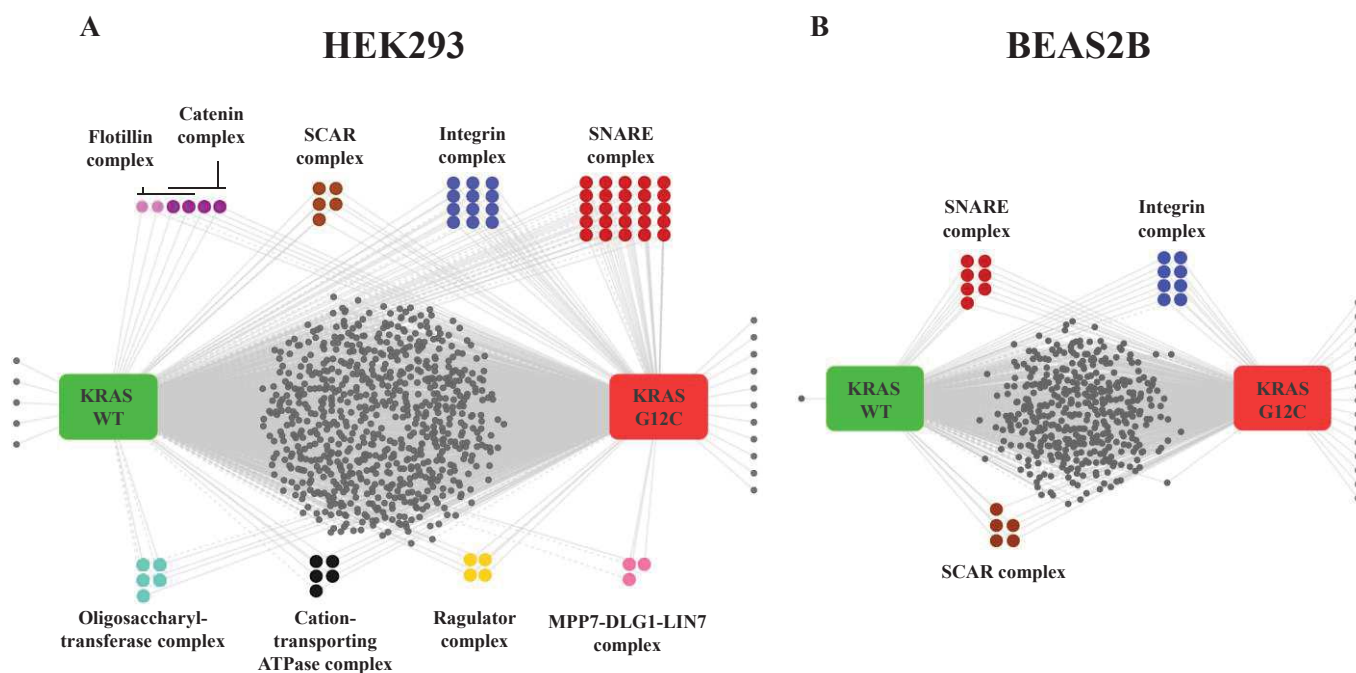 A
HEK293
Flotillin
complex
Catenin
complex
SCAR
complex
Integrin
complex
SNARE
complex
KRAS
WT
KRAS
G12C
Oligosaccharyl-
transferase complex
Cation-
transporting
ATPase complex
Ragulator
complex
MPP7-DLG1-LIN7
complex
B
BEAS2B
SNARE
complex
Integrin
complex
KRAS
WT
KRAS
G12C
SCAR complex